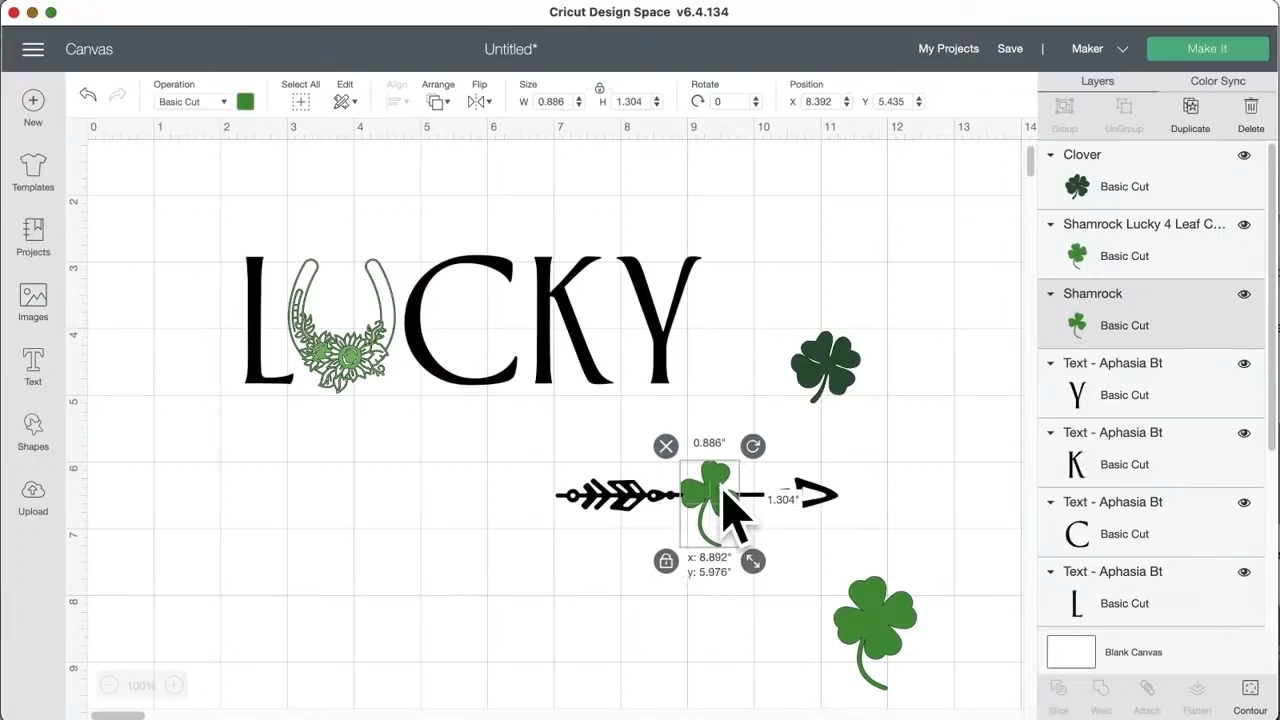 Cricut Design Space v6.4.134
Canvas
Untitled*
My Projects Save | Maker Make It
Operation
Basic Cut
Select All
Edit
Align
Arrange
Flip
Size
W 0.886 H 1.304
Rotate
0
Position
X 8.392 Y 5.435
Layers Color Sync
Group UnGroup Duplicate Delete
New
Templates
Projects
Images
Text
Shapes
Upload
0 1 2 3 4 5 6 7 8 9 10 11 12 13 14
2
3
4
5
6
7
8
9
L CKY
0.886"
1.304"
x: 8.892"
y: 5.976"
100%
Clover
Basic Cut
Shamrock Lucky 4 Leaf C...
Basic Cut
Shamrock
Basic Cut
Text - Aphasia Bt
Y Basic Cut
Text - Aphasia Bt
K Basic Cut
Text - Aphasia Bt
C Basic Cut
Text - Aphasia Bt
L Basic Cut
Blank Canvas
Slice Weld Attach Flatten Contour